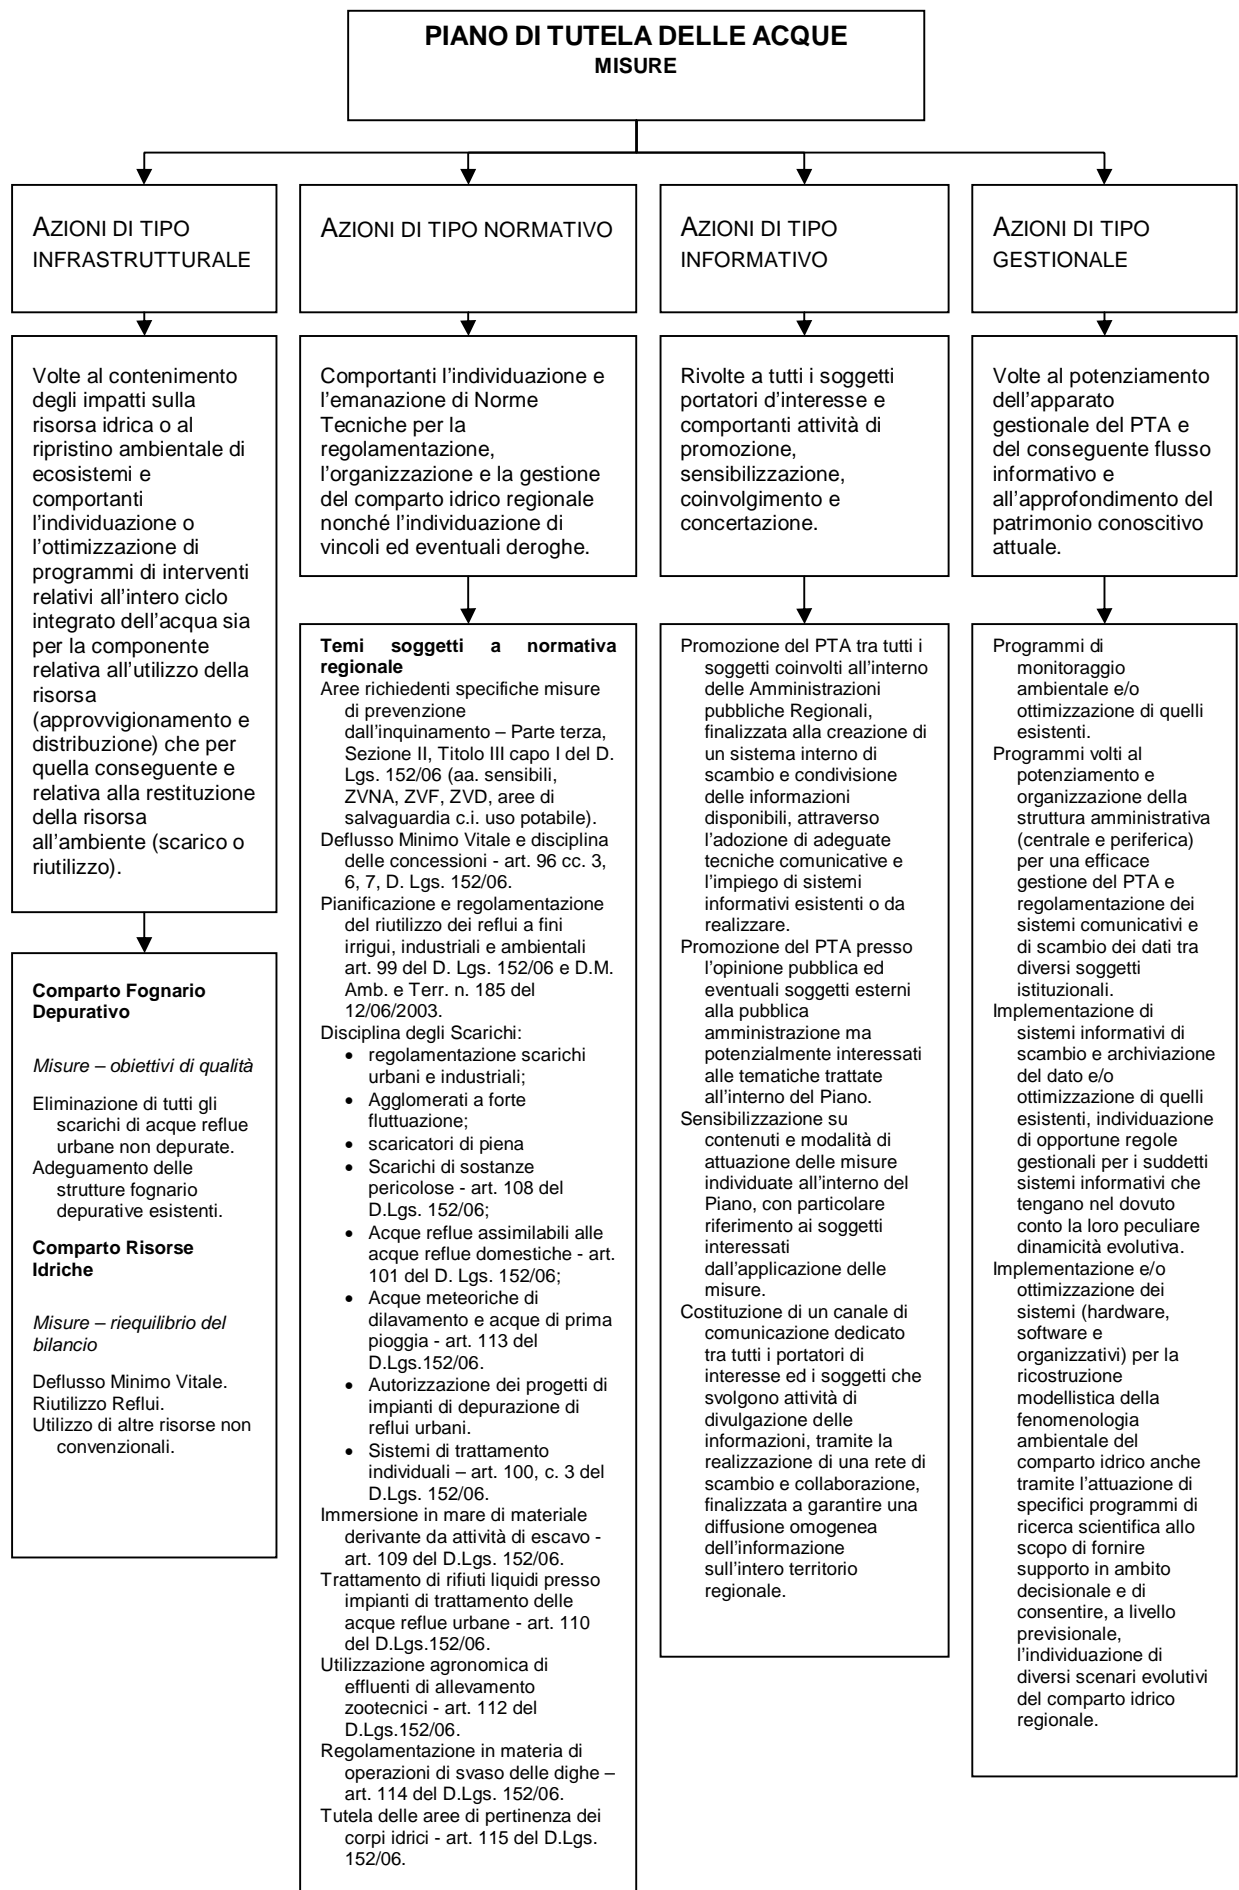 PIANO DI TUTELA DELLE ACQUE
MISURE
AZIONI DI TIPO
INFRASTRUTTURALE
AZIONI DI TIPO NORMATIVO
AZIONI DI TIPO
INFORMATIVO
AZIONI DI TIPO
GESTIONALE
Volte al contenimento
degli impatti sulla
risorsa idrica o al
ripristino ambientale di
ecosistemi e
comportanti
l’individuazione o
l’ottimizzazione di
programmi di interventi
relativi all’intero ciclo
integrato dell’acqua sia
per la componente
relativa all’utilizzo della
risorsa
(approvvigionamento e
distribuzione) che per
quella conseguente e
relativa alla restituzione
della risorsa
all’ambiente (scarico o
riutilizzo).
Comportanti l’individuazione e
l’emanazione di Norme
Tecniche per la
regolamentazione,
l’organizzazione e la gestione
del comparto idrico regionale
nonché l’individuazione di
vincoli ed eventuali deroghe.
Rivolte a tutti i soggetti
portatori d’interesse e
comportanti attività di
promozione,
sensibilizzazione,
coinvolgimento e
concertazione.
Volte al potenziamento
dell’apparato
gestionale del PTA e
del conseguente flusso
informativo e
all’approfondimento del
patrimonio conoscitivo
attuale.
Comparto Fognario
Depurativo
Misure – obiettivi di qualità
Eliminazione di tutti gli
scarichi di acque reflue
urbane non depurate.
Adeguamento delle
strutture fognario
depurative esistenti.
Comparto Risorse
Idriche
Misure – riequilibrio del
bilancio
Deflusso Minimo Vitale.
Riutilizzo Reflui.
Utilizzo di altre risorse non
convenzionali.
Temi soggetti a normativa
regionale
Aree richiedenti specifiche misure
di prevenzione
dall’inquinamento – Parte terza,
Sezione II, Titolo III capo I del D.
Lgs. 152/06 (aa. sensibili,
ZVNA, ZVF, ZVD, aree di
salvaguardia c.i. uso potabile).
Deflusso Minimo Vitale e disciplina
delle concessioni - art. 96 cc. 3,
6, 7, D. Lgs. 152/06.
Pianificazione e regolamentazione
del riutilizzo dei reflui a fini
irrigui, industriali e ambientali
art. 99 del D. Lgs. 152/06 e D.M.
Amb. e Terr. n. 185 del
12/06/2003.
Disciplina degli Scarichi:
• regolamentazione scarichi
urbani e industriali;
• Agglomerati a forte
fluttuazione;
• scaricatori di piena
• Scarichi di sostanze
pericolose - art. 108 del
D.Lgs. 152/06;
• Acque reflue assimilabili alle
acque reflue domestiche - art.
101 del D. Lgs. 152/06;
• Acque meteoriche di
dilavamento e acque di prima
pioggia - art. 113 del
D.Lgs.152/06.
• Autorizzazione dei progetti di
impianti di depurazione di
reflui urbani.
• Sistemi di trattamento
individuali – art. 100, c. 3 del
D.Lgs. 152/06.
Immersione in mare di materiale
derivante da attività di escavo -
art. 109 del D.Lgs. 152/06.
Trattamento di rifiuti liquidi presso
impianti di trattamento delle
acque reflue urbane - art. 110
del D.Lgs.152/06.
Utilizzazione agronomica di
effluenti di allevamento
zootecnici - art. 112 del
D.Lgs.152/06.
Regolamentazione in materia di
operazioni di svaso delle dighe –
art. 114 del D.Lgs. 152/06.
Tutela delle aree di pertinenza dei
corpi idrici - art. 115 del D.Lgs.
152/06.
Promozione del PTA tra tutti i
soggetti coinvolti all’interno
delle Amministrazioni
pubbliche Regionali,
finalizzata alla creazione di
un sistema interno di
scambio e condivisione
delle informazioni
disponibili, attraverso
l’adozione di adeguate
tecniche comunicative e
l’impiego di sistemi
informativi esistenti o da
realizzare.
Promozione del PTA presso
l’opinione pubblica ed
eventuali soggetti esterni
alla pubblica
amministrazione ma
potenzialmente interessati
alle tematiche trattate
all’interno del Piano.
Sensibilizzazione su
contenuti e modalità di
attuazione delle misure
individuate all’interno del
Piano, con particolare
riferimento ai soggetti
interessati
dall’applicazione delle
misure.
Costituzione di un canale di
comunicazione dedicato
tra tutti i portatori di
interesse ed i soggetti che
svolgono attività di
divulgazione delle
informazioni, tramite la
realizzazione di una rete di
scambio e collaborazione,
finalizzata a garantire una
diffusione omogenea
dell’informazione
sull’intero territorio
regionale.
Programmi di
monitoraggio
ambientale e/o
ottimizzazione di quelli
esistenti.
Programmi volti al
potenziamento e
organizzazione della
struttura amministrativa
(centrale e periferica)
per una efficace
gestione del PTA e
regolamentazione dei
sistemi comunicativi e
di scambio dei dati tra
diversi soggetti
istituzionali.
Implementazione di
sistemi informativi di
scambio e archiviazione
del dato e/o
ottimizzazione di quelli
esistenti, individuazione
di opportune regole
gestionali per i suddetti
sistemi informativi che
tengano nel dovuto
conto la loro peculiare
dinamicità evolutiva.
Implementazione e/o
ottimizzazione dei
sistemi (hardware,
software e
organizzativi) per la
ricostruzione
modellistica della
fenomenologia
ambientale del
comparto idrico anche
tramite l’attuazione di
specifici programmi di
ricerca scientifica allo
scopo di fornire
supporto in ambito
decisionale e di
consentire, a livello
previsionale,
l’individuazione di
diversi scenari evolutivi
del comparto idrico
regionale.